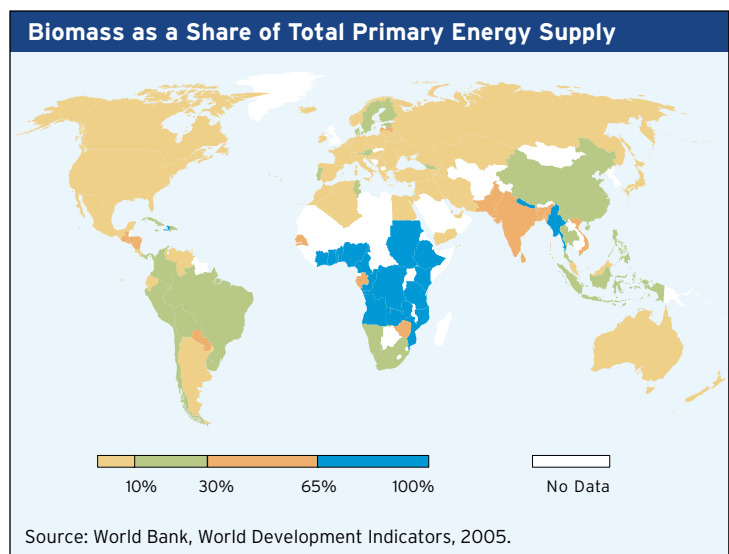 Biomass as a Share of Total Primary Energy Supply
10% 30% 65% 100% No Data
Source: World Bank, World Development Indicators, 2005.